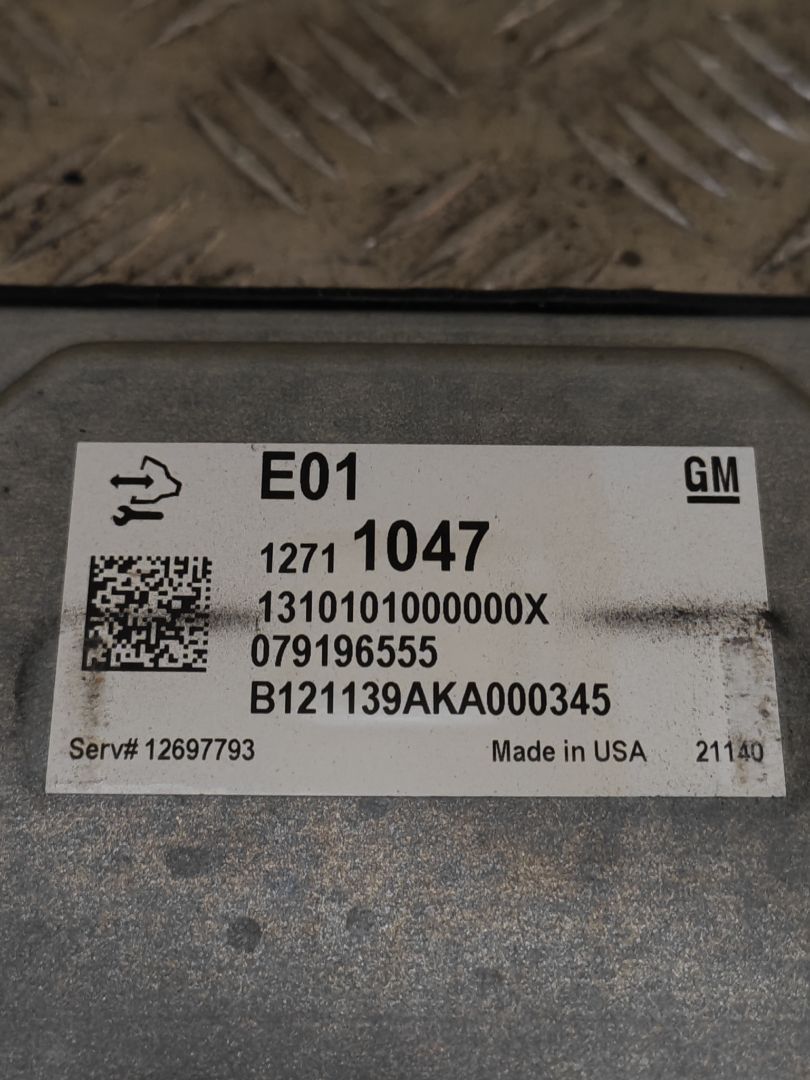 E01
GM
1271 1047
1310101000000X
079196555
B121139AKA000345
Serv# 12697793 Made in USA 21140